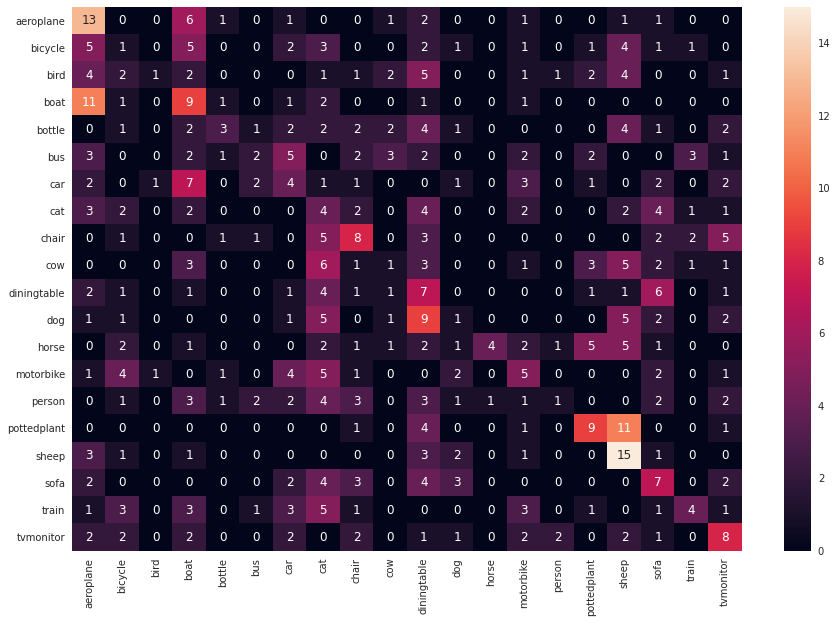 aeroplane 13 0 0 6 1 0 1 0 0 1 2 0 0 0 0 0 1 1 0 0
bicycle 5 1 0 5 0 0 2 3 0 0 2 1 0 1 0 1 4 1 1 0
bird 4 2 1 2 0 0 0 1 1 2 5 0 0 1 1 2 4 0 0 1
boat 11 1 0 9 1 0 1 2 0 0 1 0 0 1 0 0 0 0 0 0
bottle 0 1 0 2 3 1 2 2 2 2 4 1 0 0 0 0 4 1 0 2
bus 3 0 0 2 1 2 5 0 2 3 2 0 0 2 0 2 0 0 3 1
car 2 0 1 7 0 2 4 1 1 0 0 1 0 3 0 1 0 2 0 2
cat 3 2 0 2 0 0 0 4 2 0 4 0 0 2 0 0 2 4 1 1
chair 0 1 0 0 1 1 0 5 8 0 3 0 0 0 0 0 0 2 2 5
cow 0 0 0 3 0 0 0 6 1 1 3 0 0 1 0 3 5 2 1 1
diningtable 2 1 0 1 0 0 1 4 1 1 7 0 0 0 0 1 1 6 0 1
dog 1 1 0 0 0 0 1 5 0 1 9 1 0 0 0 0 5 2 0 2
horse 0 2 0 1 0 0 0 2 1 1 2 1 4 2 1 5 5 1 0 0
motorbike 1 4 1 0 1 0 4 5 1 0 0 2 0 5 0 0 0 2 0 1
person 0 1 0 3 1 2 2 4 3 0 3 1 1 1 1 0 0 2 0 2
pottedplant 0 1 0 0 0 0 0 0 1 0 4 0 0 1 0 9 11 0 0 1
sheep 3 1 0 1 0 0 0 0 0 0 3 2 0 1 0 0 15 1 0 0
sofa 2 0 0 0 0 0 2 4 3 0 4 3 0 0 0 0 0 7 0 2
train 1 3 0 3 0 1 3 5 1 0 0 0 0 3 0 1 0 1 4 1
tvmonitor 2 2 0 2 0 0 2 0 2 0 1 1 0 2 2 0 2 1 0 8
aeroplane bicycle bird boat bottle bus car cat chair cow diningtable dog horse motorbike person pottedplant sheep sofa train tvmonitor
14
12
10
8
6
4
2
0